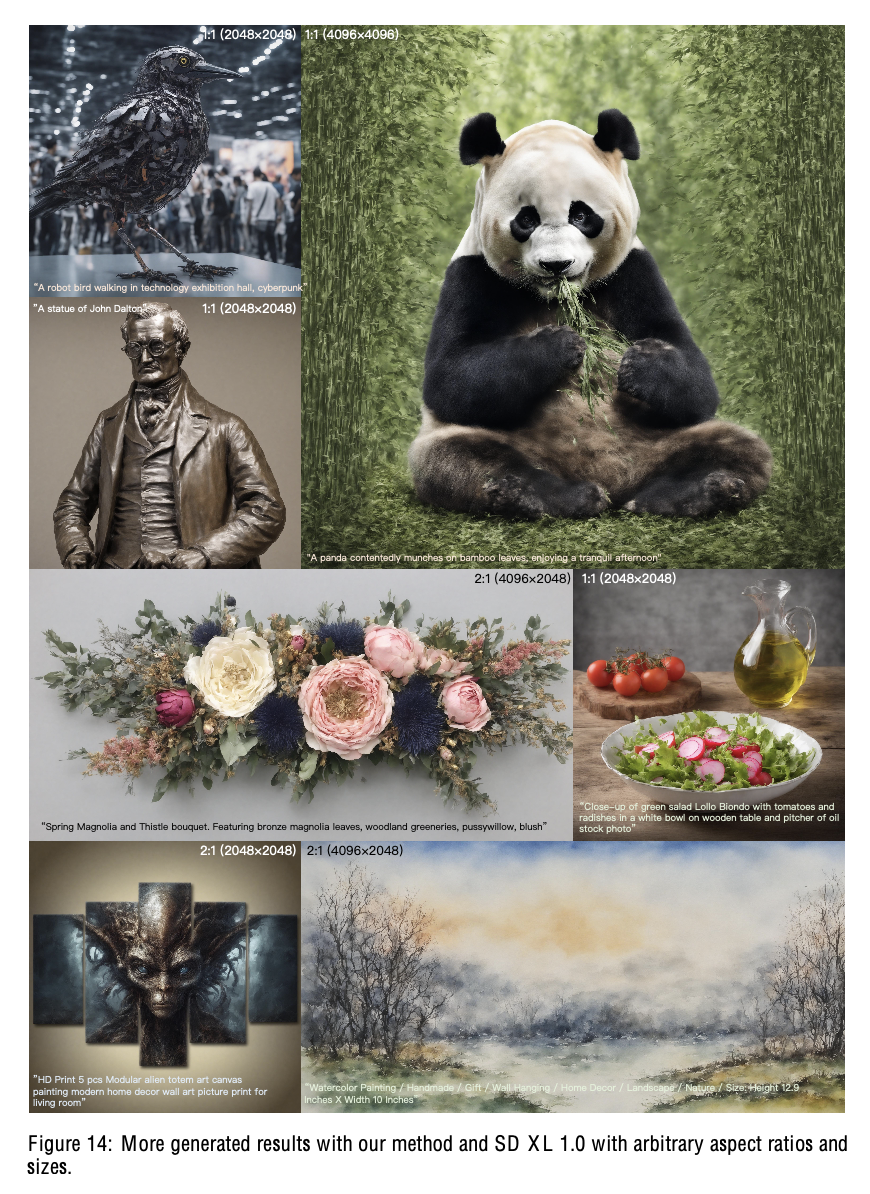 1:1 (2048×2048)
1:1 (4096×4096)
"A robot bird walking in technology exhibition hall, cyberpunk
"A statue of John Dalton"
1:1 (2048×2048)
"A panda contentedly munches on bamboo leaves, enjoying a tranquil afternoon"
2:1 (4096×2048)
1:1 (2048×2048)
"Spring Magnolia and Thistle bouquet. Featuring bronze magnolia leaves, woodland greeneries, pussywillow, blush"
"Close-up of green salad Lollo Biondo with tomatoes and
radishes in a white bowl on wooden table and pitcher of oil
stock photo"
2:1 (2048×2048)
2:1 (4096×2048)
"HD Print 5 pcs Modular alien totem art canvas
painting modern home decor wall art picture print for
living room"
"Watercolor Painting / Handmade / Gift / Wall Hanging / Home Decor / Landscape / Nature / Size: Height 12.9
Inches X Width 10 Inches
Figure 14: More generated results with our method and SD XL 1.0 with arbitrary aspect ratios and
sizes.